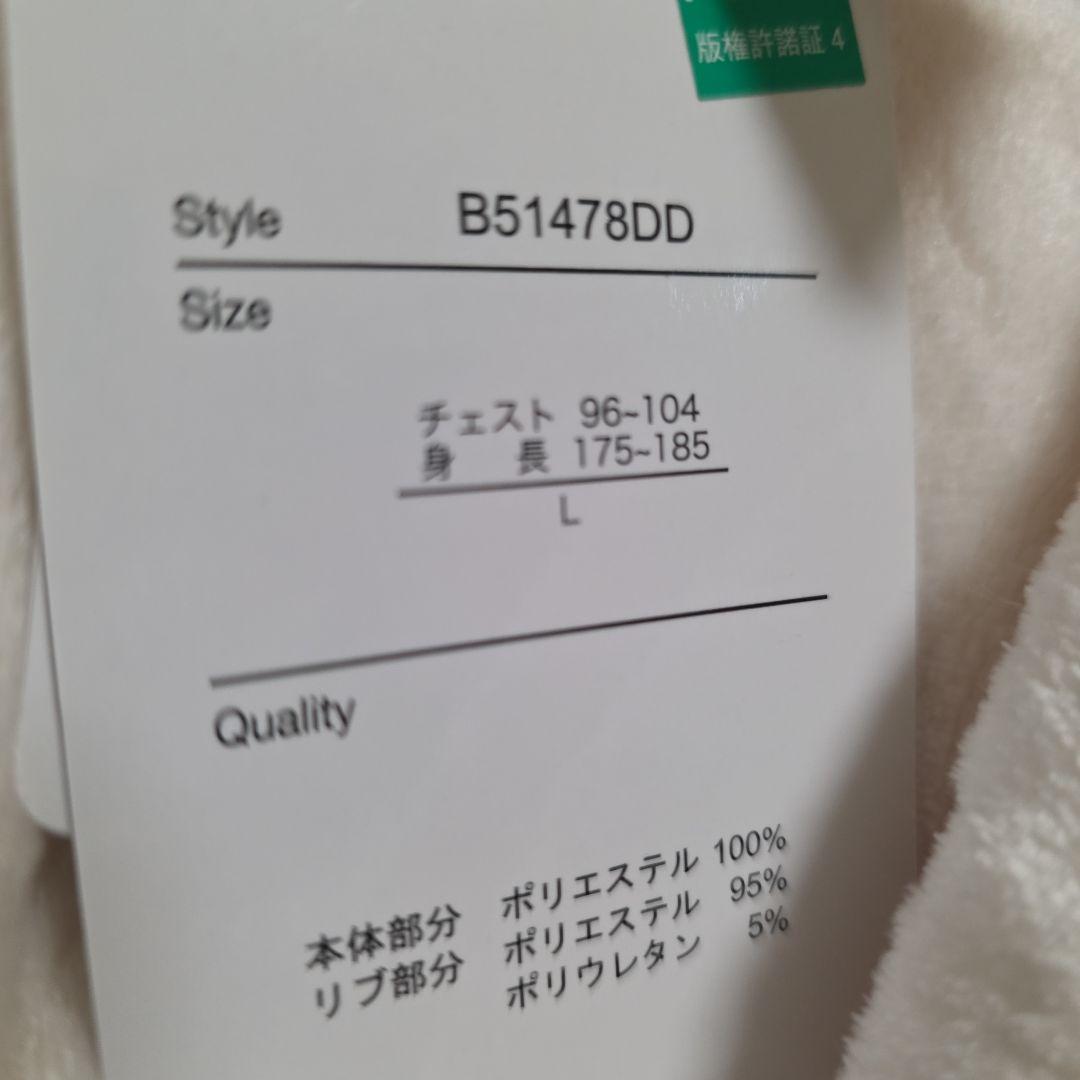 版権許諾証 4
Style B51478DD
Size
チェスト 96~104
身 長 175~185
L
Quality
本体部分 ポリエステル 100%
リブ部分 ポリエステル 95%
ポリウレタン 5%